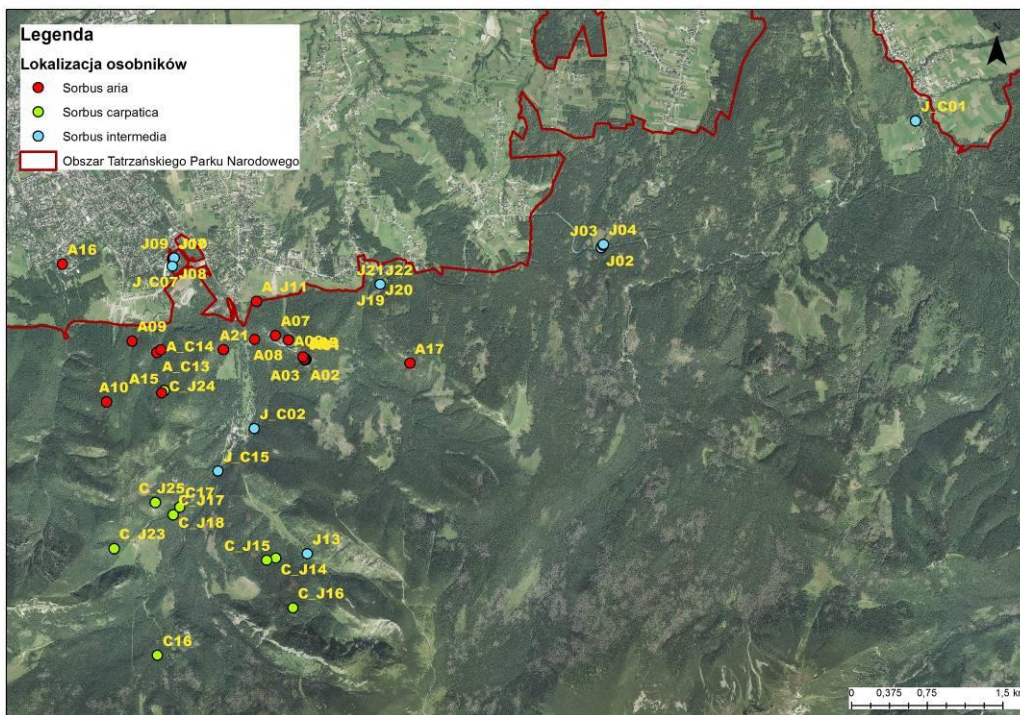 Legenda
Lokalizacja osobników
Sorbus aria
Sorbus carpatica
Sorbus intermedia
Obszar Tatrzańskiego Parku Narodowego
J_C01
J03
J04
J02
A16
J09
J08
J_C07
J21
J22
J20
J19
A_J11
A07
A09
A_C14
A21
A08
A17
A_C13
A03
A02
A15
C_J24
A10
J_C02
J_C15
C_J25
C17
C_J17
C_J18
C_J23
C_J15
J13
C_J14
C_J16
C16
0 0,375 0,75 1,5 km